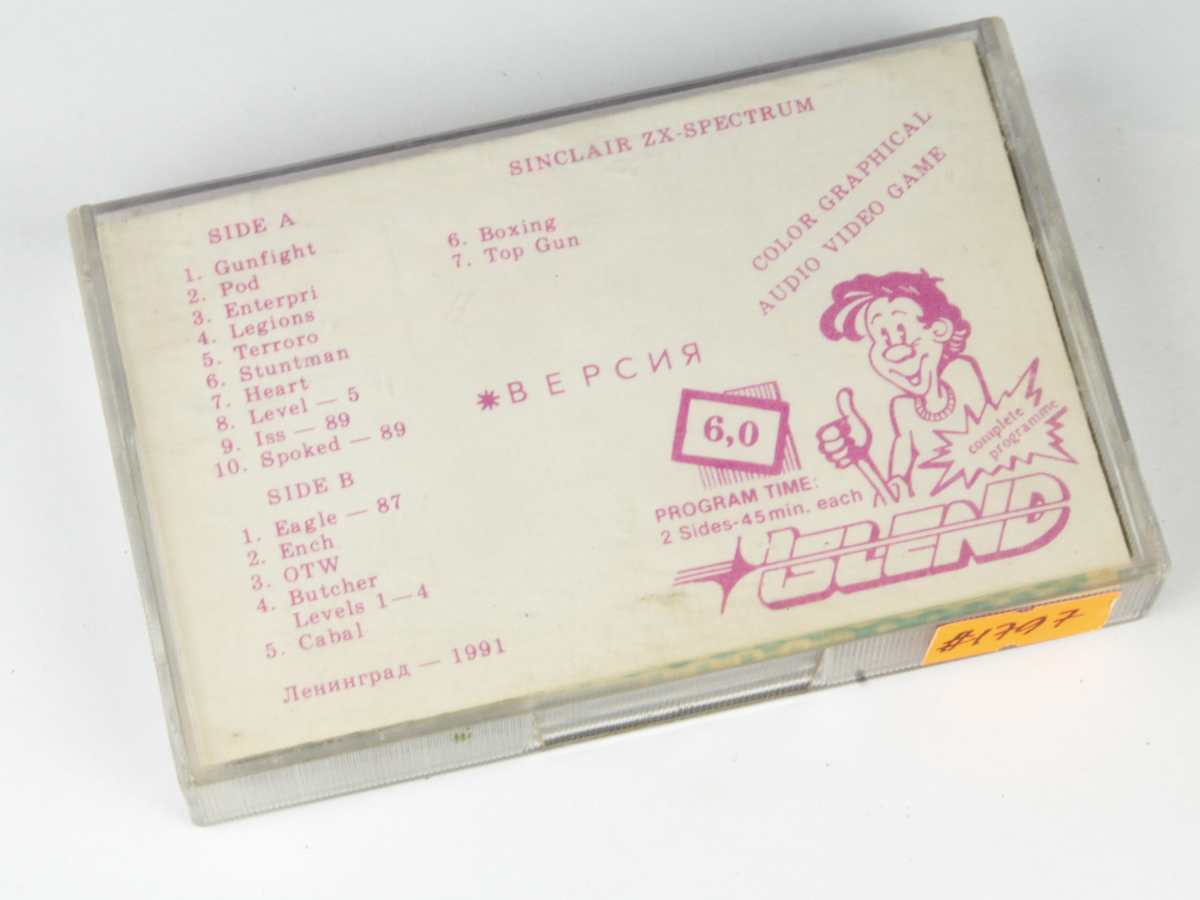 SINCLAIR ZX-SPECTRUM
COLOR GRAPHICAL
AUDIO VIDEO GAME
SIDE A
1. Gunfight
2. Pod
3. Enterpri
4. Legions
5. Terroro
6. Stuntman
7. Heart
8. Level — 5
9. Iss — 89
10. Spoked — 89
SIDE B
1. Eagle — 87
2. Ench
3. OTW
4. Butcher
Levels 1—4
5. Cabal
6. Boxing
7. Top Gun
Ленинград — 1991
*ВЕРСИЯ
6,0
complete
programme
PROGRAM TIME:
2 Sides-45min. each